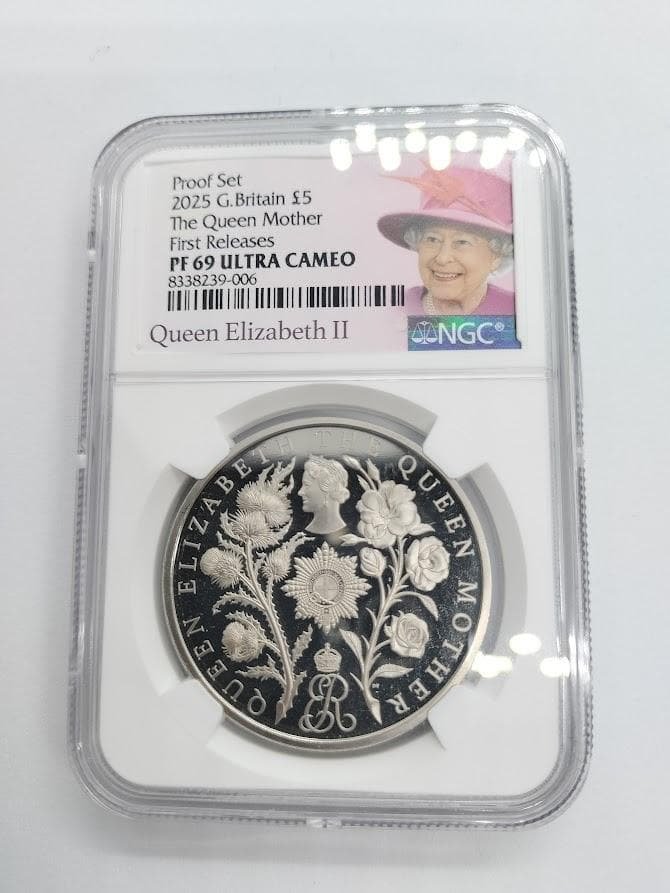 Proof Set
2025 G.Britain £5
The Queen Mother
First Releases
PF 69 ULTRA CAMEO
8338239-006
Queen Elizabeth II
NGC®
QUEEN ELIZABETH THE QUEEN MOTHER
ER